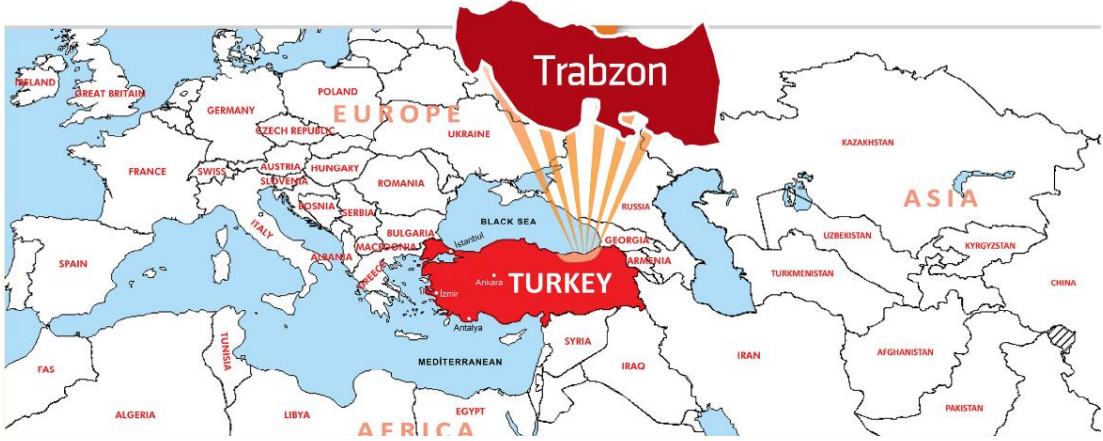 Trabzon
IRELAND
GREAT BRITAIN
POLAND
GERMANY
EUROPE
CZECH REPUBLIC
UKRAINE
KAZAKHSTAN
FRANCE
SWISS
AUSTRIA
HUNGARY
SLOVENIA
ROMANIA
ASIA
BOSNIA
SERBIA
RUSSIA
ITALY
BLACK SEA
BULGARIA
UZBEKISTAN
GEORGIA
KYRGYZSTAN
MACEDONIA
İstanbul
ALBANIA
ARMENIA
SPAIN
GREECE
TURKMENISTAN
Ankara
TURKEY
CHINA
İzmir
Antalya
TUNISIA
SYRIA
IRAN
AFGHANISTAN
MEDİTERRANEAN
FAS
IRAQ
PAKISTAN
ALGERIA
LIBYA
EGYPT
AFRICA